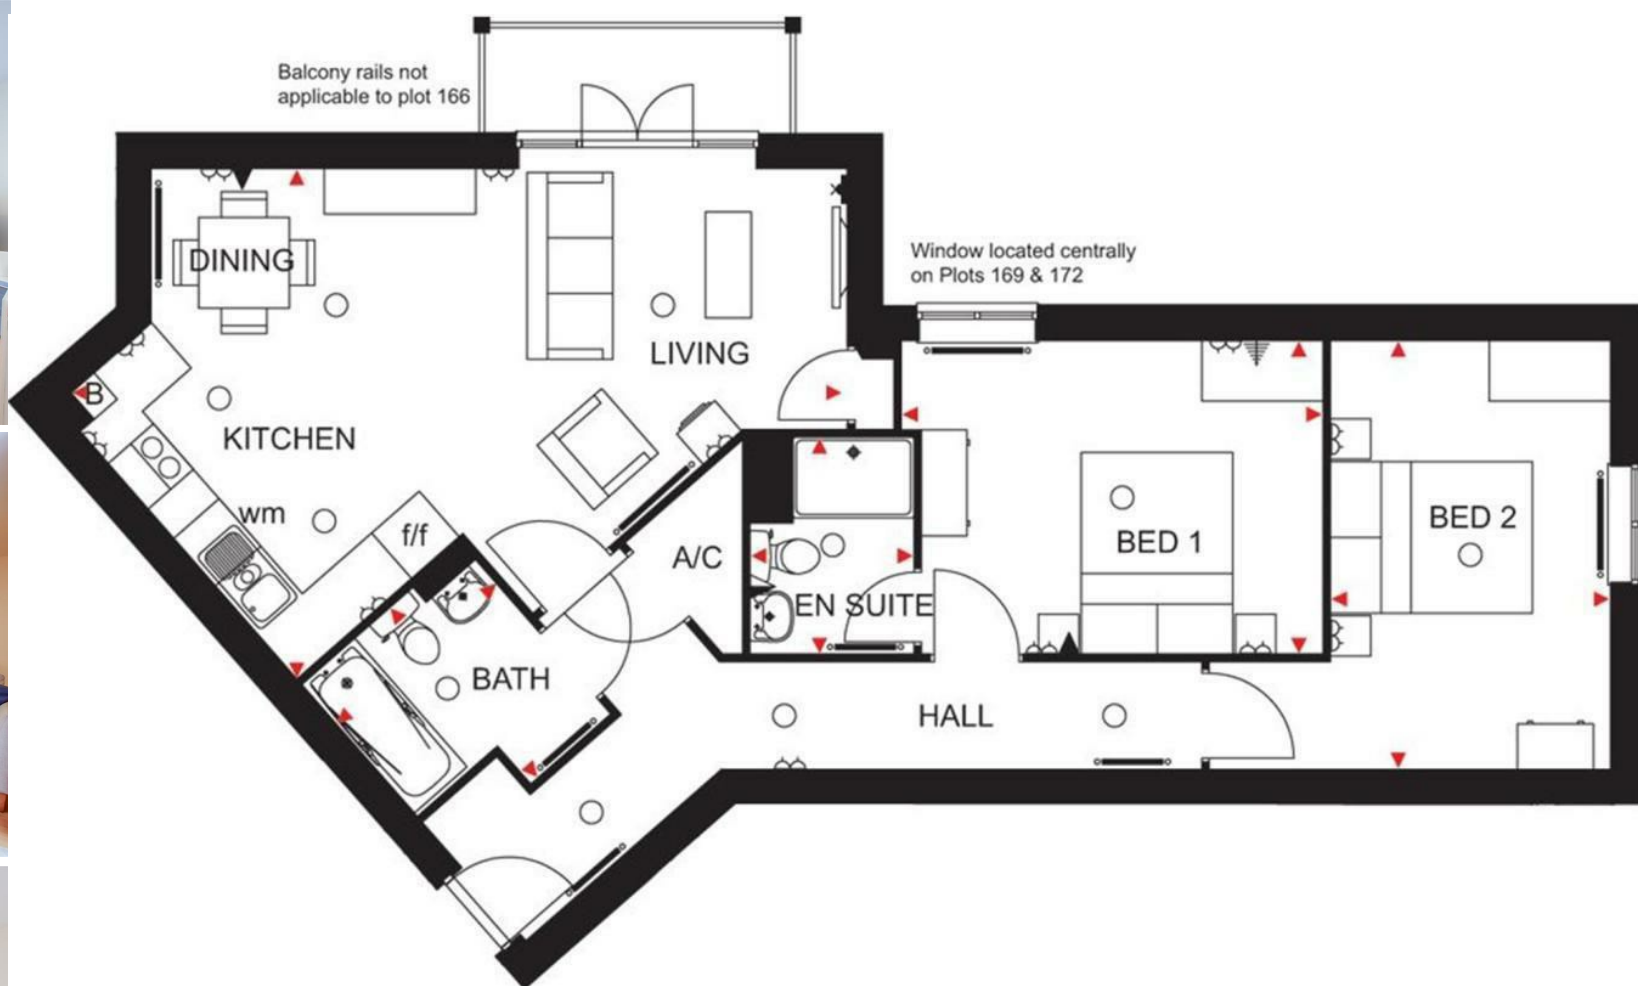 Balcony rails not
applicable to plot 166
Window located centrally
on Plots 169 & 172
DINING
LIVING
B
KITCHEN
wm
f/f
A/C
BED 1
BED 2
EN SUITE
BATH
HALL